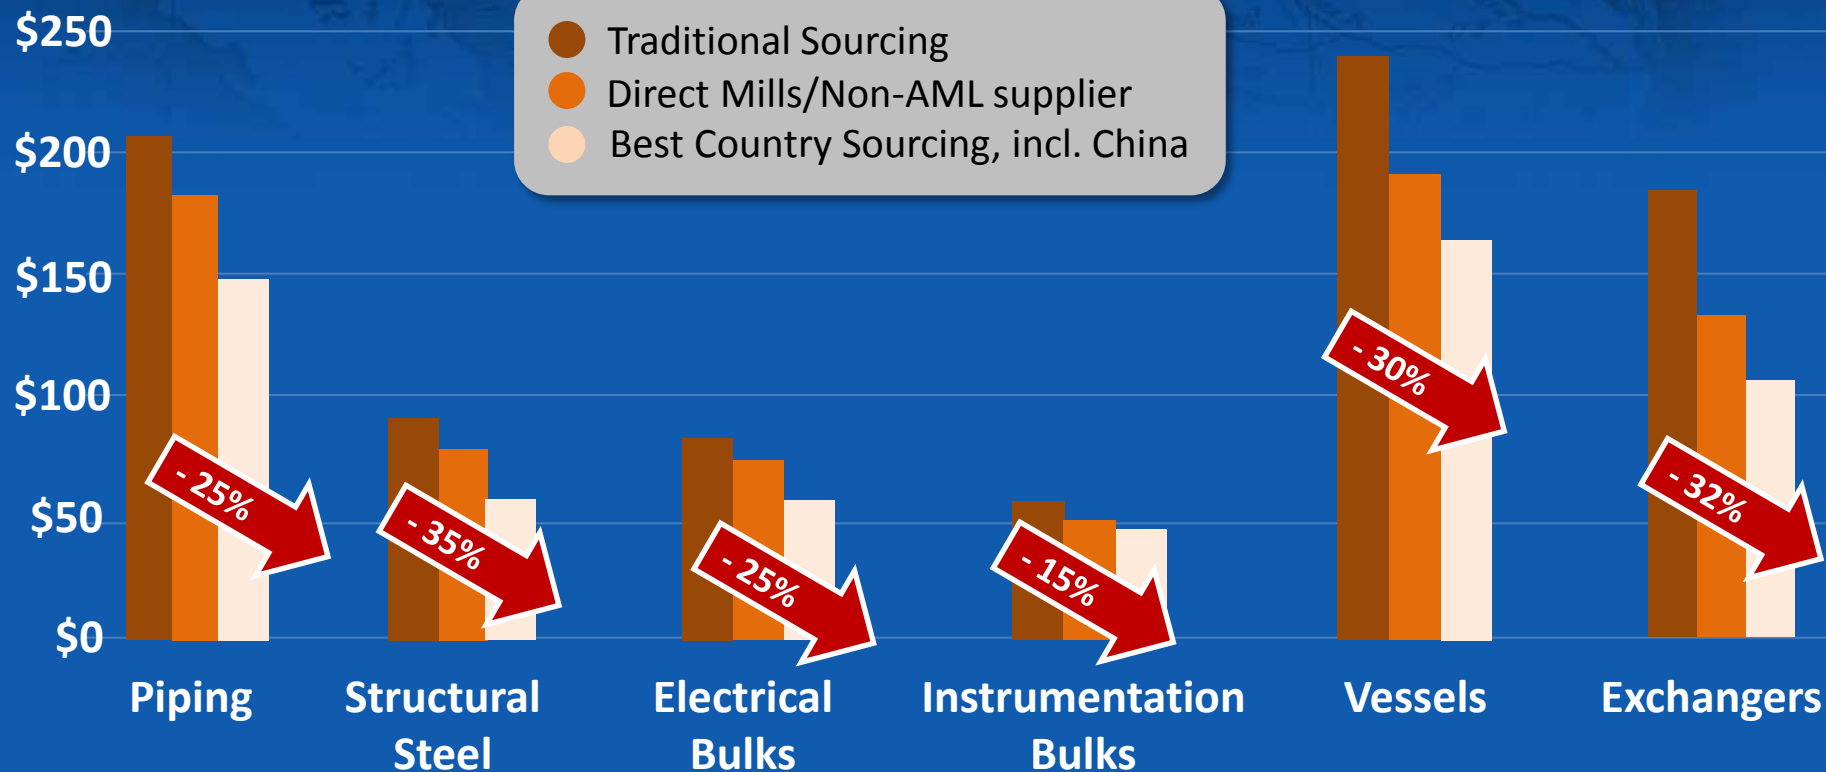 $250
$200
$150
$100
$50
$0
Traditional Sourcing
Direct Mills/Non-AML supplier
Best Country Sourcing, incl. China
- 25%
- 35%
- 25%
- 15%
- 30%
- 32%
Piping
Structural
Steel
Electrical
Bulks
Instrumentation
Bulks
Vessels
Exchangers